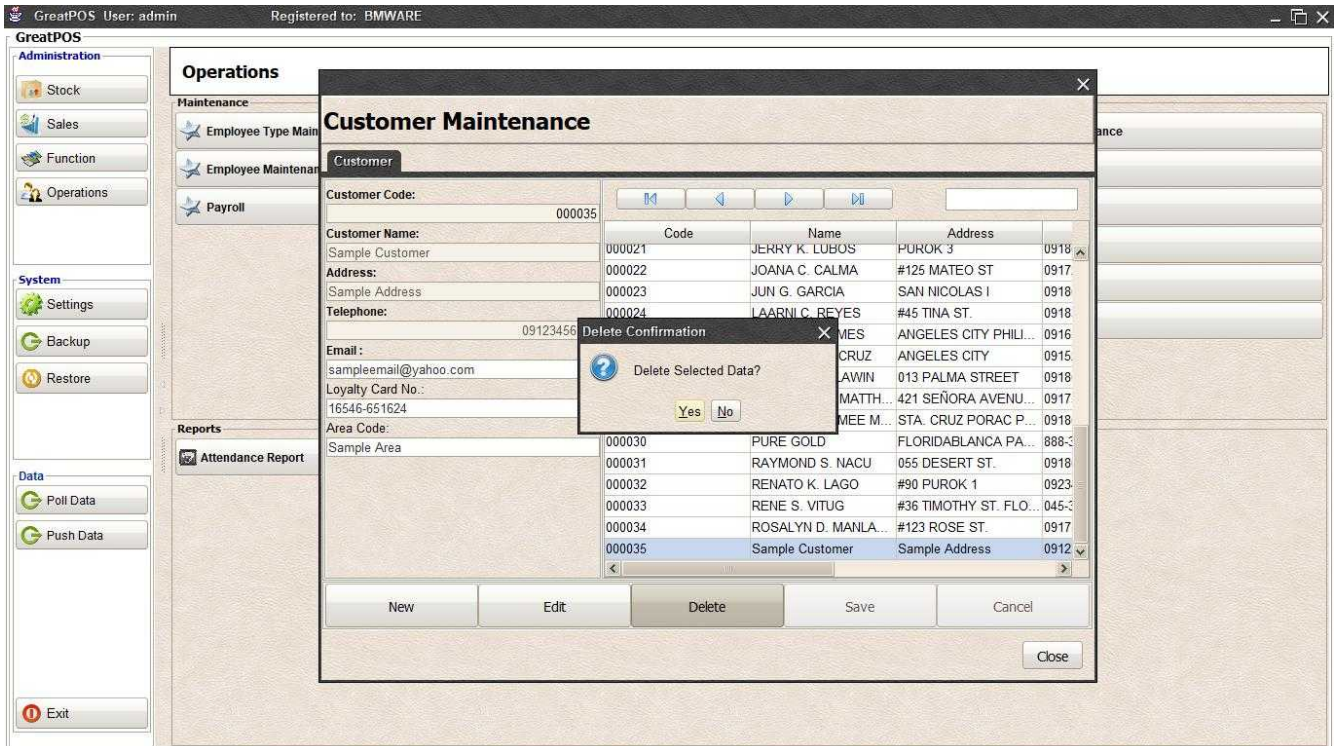 GreatPOS User: admin Registered to: BMWARE
GreatPOS
Administration
Stock
Sales
Function
Operations
System
Settings
Backup
Restore
Data
Poll Data
Push Data
Exit
Operations
Maintenance
Employee Type Main
Employee Maintenan
Payroll
ance
Reports
Attendance Report
Customer Maintenance
Customer
Customer Code:
000035
Customer Name:
Sample Customer
Address:
Sample Address
Telephone:
09123456
Email :
sampleemail@yahoo.com
Loyalty Card No.:
16546-651624
Area Code:
Sample Area
Code Name Address
000021 JERRY K. LUBOS PUROK 3 0918
000022 JOANA C. CALMA #125 MATEO ST 0917
000023 JUN G. GARCIA SAN NICOLAS I 0918
000024 LAARNI C. REYES #45 TINA ST. 0918
MES ANGELES CITY PHILI... 0916
CRUZ ANGELES CITY 0915
LAWIN 013 PALMA STREET 0918
MATTH... 421 SEÑORA AVENU... 0917
MEE M... STA. CRUZ PORAC P... 0918
000030 PURE GOLD FLORIDABLANCA PA... 888-3
000031 RAYMOND S. NACU 055 DESERT ST. 0918
000032 RENATO K. LAGO #90 PUROK 1 0923
000033 RENE S. VITUG #36 TIMOTHY ST. FLO... 045-3
000034 ROSALYN D. MANLA... #123 ROSE ST. 0917
000035 Sample Customer Sample Address 0912
Delete Confirmation
Delete Selected Data?
Yes No
New Edit Delete Save Cancel
Close